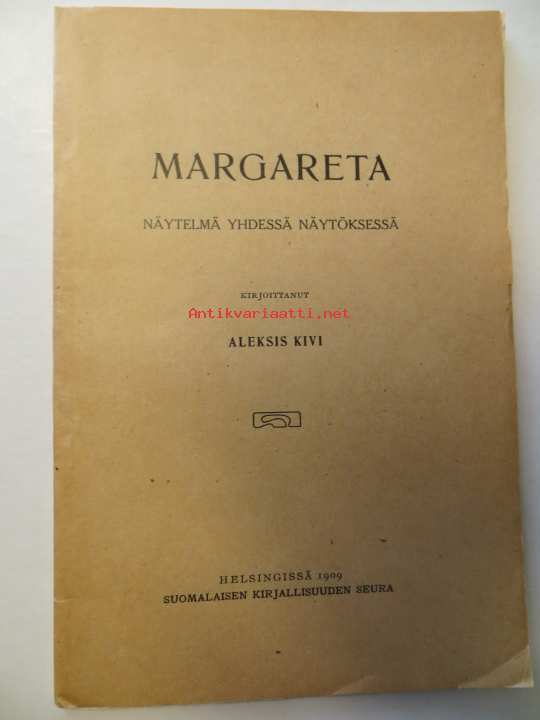 MARGARETA
NÄYTELMÄ YHDESSÄ NÄYTÖKSESSÄ
KIRJOITTANUT
Antikvariaatti.net
ALEKSIS KIVI
HELSINGISSÄ 1909
SUOMALAISEN KIRJALLISUUDEN SEURA